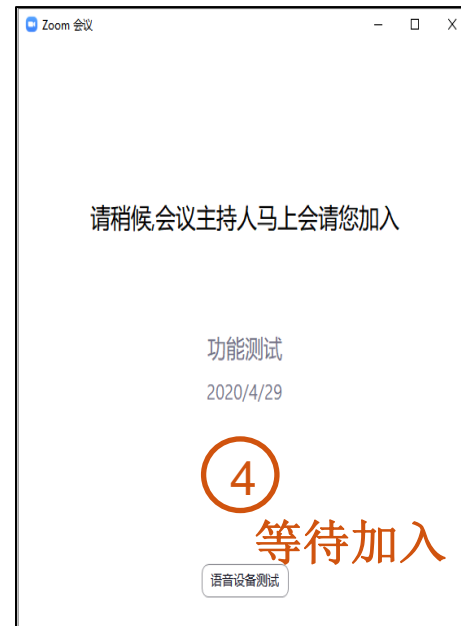 Zoom 会议
请稍候,会议主持人马上会请您加入
功能测试
2020/4/29
4
等待加入
语音设备测试